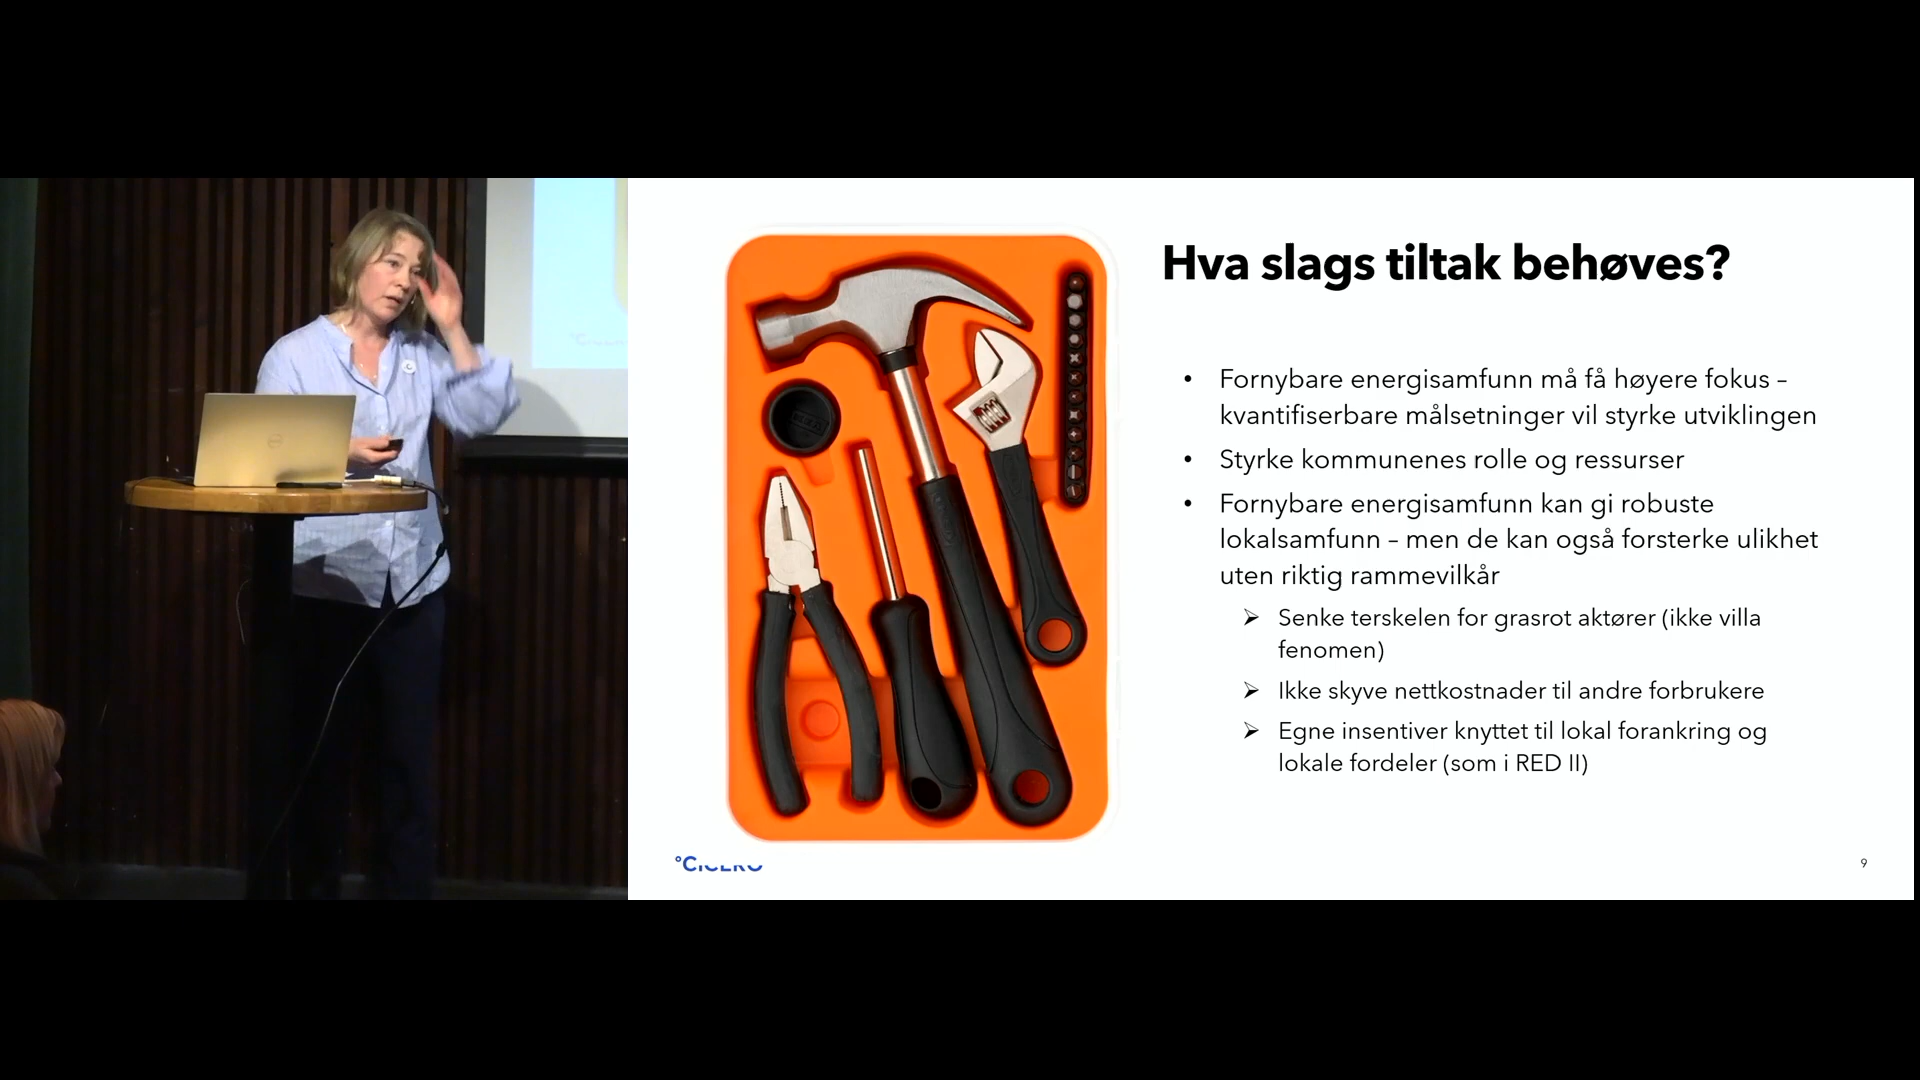 Hva slags tiltak behøves?
• Fornybare energisamfunn må få høyere fokus –
kvantifiserbare målsetninger vil styrke utviklingen
• Styrke kommunenes rolle og ressurser
• Fornybare energisamfunn kan gi robuste
lokalsamfunn – men de kan også forsterke ulikhet
uten riktig rammevilkår
➢ Senke terskelen for grasrot aktører (ikke villa
fenomen)
➢ Ikke skyve nettkostnader til andre forbrukere
➢ Egne insentiver knyttet til lokal forankring og
lokale fordeler (som i RED II)
°CICERO
9